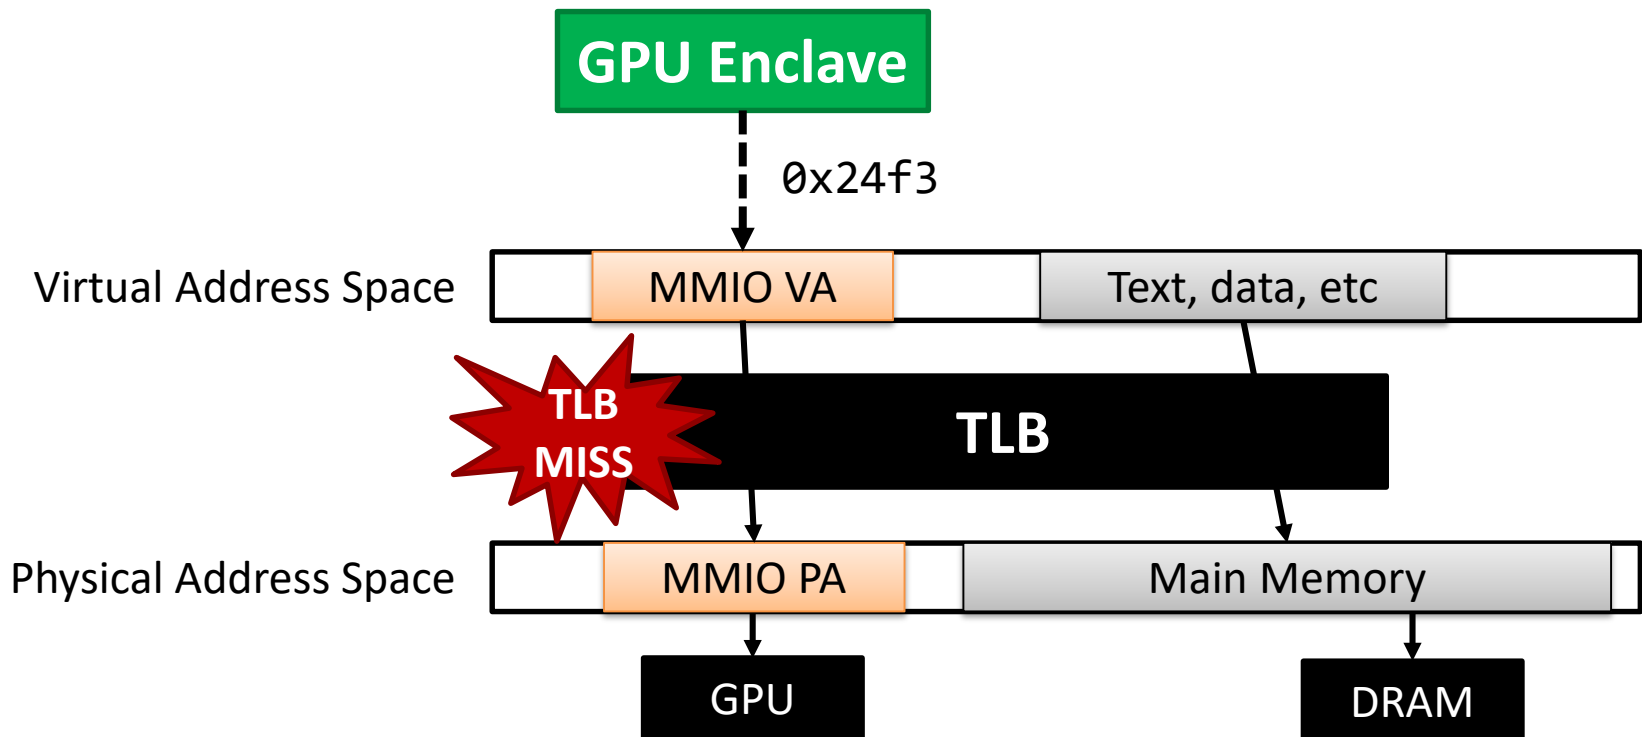 GPU Enclave
0x24f3
Virtual Address Space
MMIO VA
Text, data, etc
TLB
MISS
TLB
Physical Address Space
MMIO PA
Main Memory
GPU
DRAM